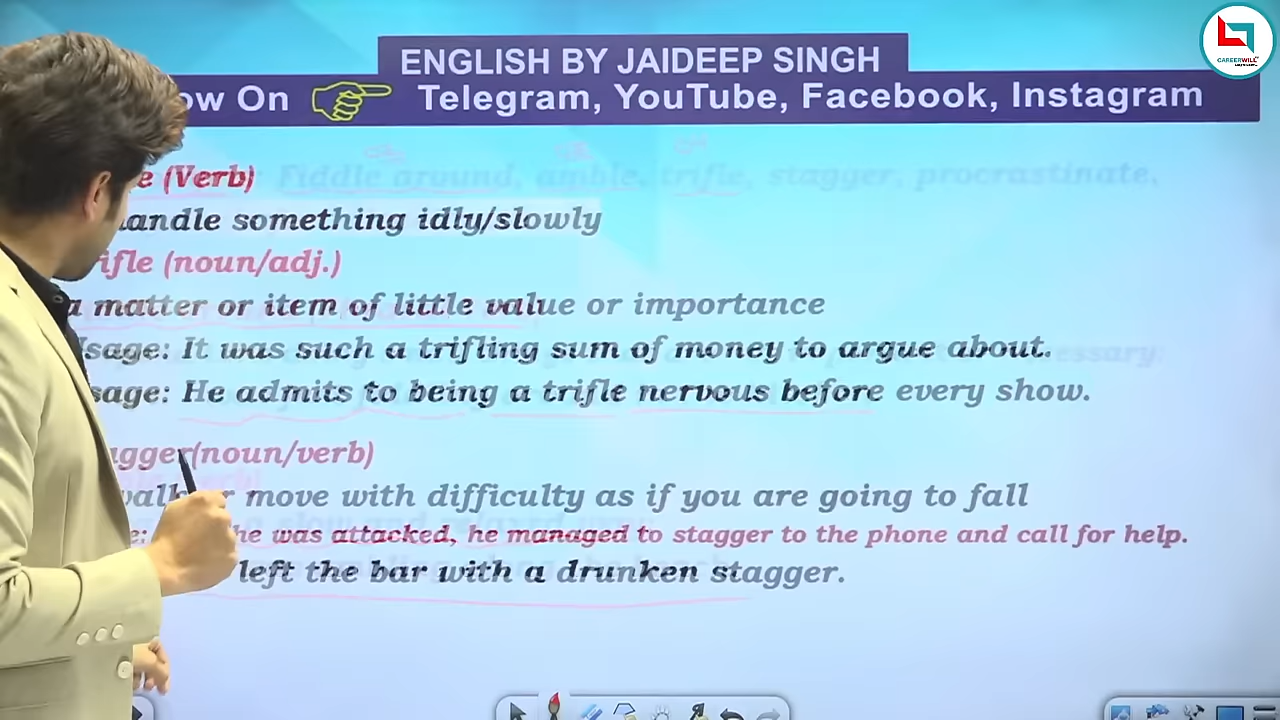 ENGLISH BY JAIDEEP SINGH
ow On Telegram, YouTube, Facebook, Instagram
CAREERWILL
e (Verb) Fiddle around, amble, trifle, stagger, procrastinate,
andle something idly/slowly
ifle (noun/adj.)
a matter or item of little value or importance
sage: It was such a trifling sum of money to argue about.
sage: He admits to being a trifle nervous before every show.
agger(noun/verb)
walk r move with difficulty as if you are going to fall
e: he was attacked, he managed to stagger to the phone and call for help.
left the bar with a drunken stagger.